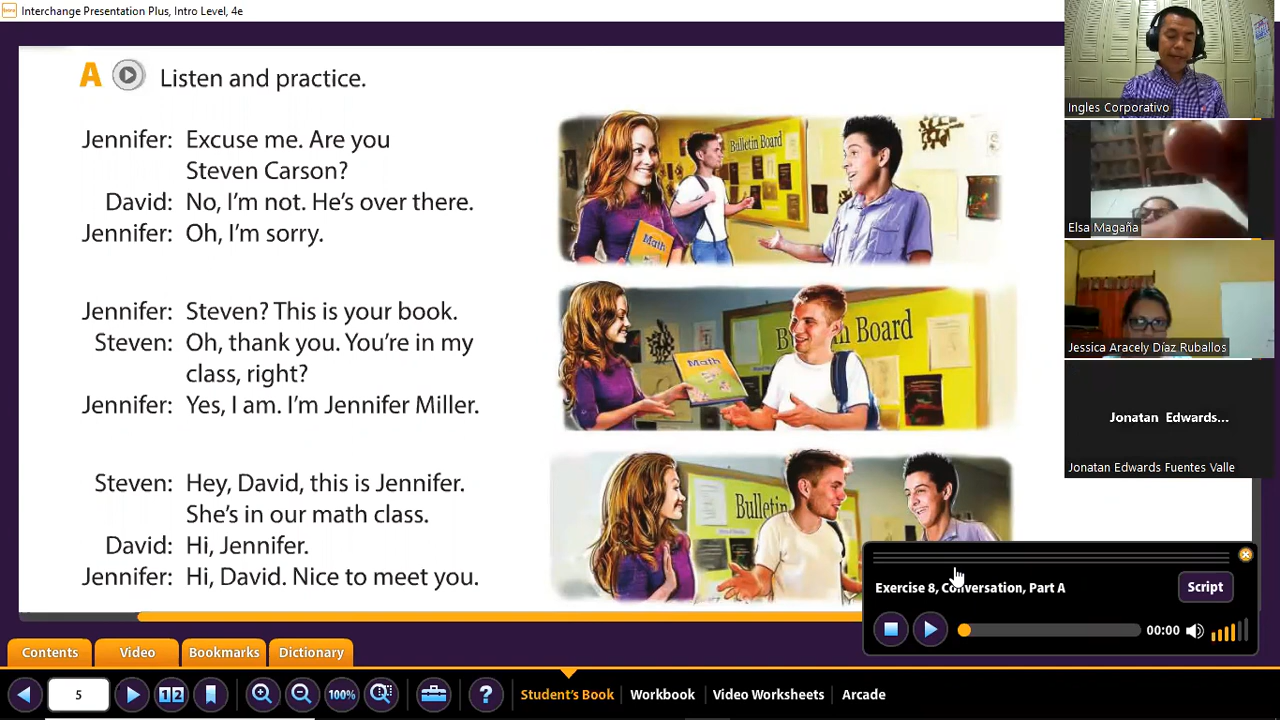 Interchange Presentation Plus, Intro Level, 4e
A Listen and practice.
Jennifer: Excuse me. Are you
Steven Carson?
David: No, I'm not. He's over there.
Jennifer: Oh, I'm sorry.
Jennifer: Steven? This is your book.
Steven: Oh, thank you. You're in my
class, right?
Jennifer: Yes, I am. I'm Jennifer Miller.
Steven: Hey, David, this is Jennifer.
She's in our math class.
David: Hi, Jennifer.
Jennifer: Hi, David. Nice to meet you.
Bulletin Board
Math
Board
Math
Bulletin
Ingles Corporativo
Elsa Magaña
Jessica Aracely Díaz Ruballos
Jonatan Edwards...
Jonatan Edwards Fuentes Valle
Exercise 8, Conversation, Part A
Script
00:00
Contents Video Bookmarks Dictionary
5
1 2
100%
?
Student's Book Workbook Video Worksheets Arcade